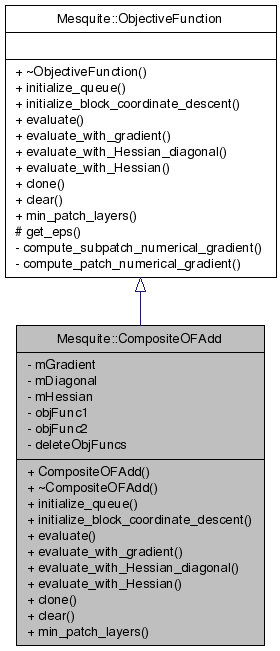 Mesquite::ObjectiveFunction
+ ~ObjectiveFunction()
+ initialize_queue()
+ initialize_block_coordinate_descent()
+ evaluate()
+ evaluate_with_gradient()
+ evaluate_with_Hessian_diagonal()
+ evaluate_with_Hessian()
+ clone()
+ clear()
+ min_patch_layers()
# get_eps()
- compute_subpatch_numerical_gradient()
- compute_patch_numerical_gradient()
Mesquite::CompositeOFAdd
- mGradient
- mDiagonal
- mHessian
- objFunc1
- objFunc2
- deleteObjFuncs
+ CompositeOFAdd()
+ ~CompositeOFAdd()
+ initialize_queue()
+ initialize_block_coordinate_descent()
+ evaluate()
+ evaluate_with_gradient()
+ evaluate_with_Hessian_diagonal()
+ evaluate_with_Hessian()
+ clone()
+ clear()
+ min_patch_layers()